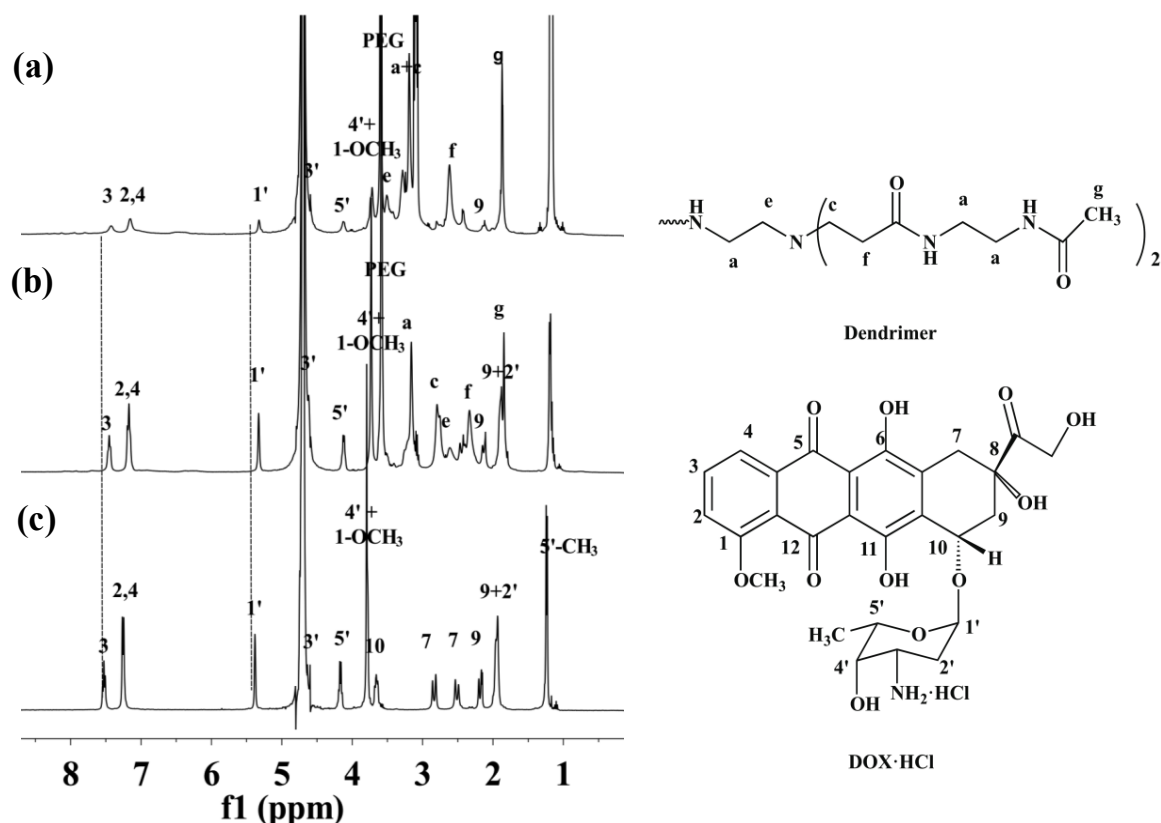 (a)
PEG
a+c
g
4'+
1-OCH3
e
f
3
2,4
1'
3'
5'
9
(b)
PEG
4'+
1-OCH3
a
g
9+2'
c
e
f
9
3
2,4
1'
3'
5'
(c)
4' +
1-OCH3
5'-CH3
2,4
3
1'
3'
5'
10
7
7
9
9+2'
8 7 6 5 4 3 2 1
f1 (ppm)
H
N
a
e
N
c
f
O
N
H
a
a
H
N
O
g
CH3
2
Dendrimer
O
OH
O
OH
4
5
6
7
8
3
2
1
12
11
10
9
OH
OCH3
O
OH
H
O
5'
O
1'
H3C
4'
2'
OH
NH2·HCl
DOX·HCl